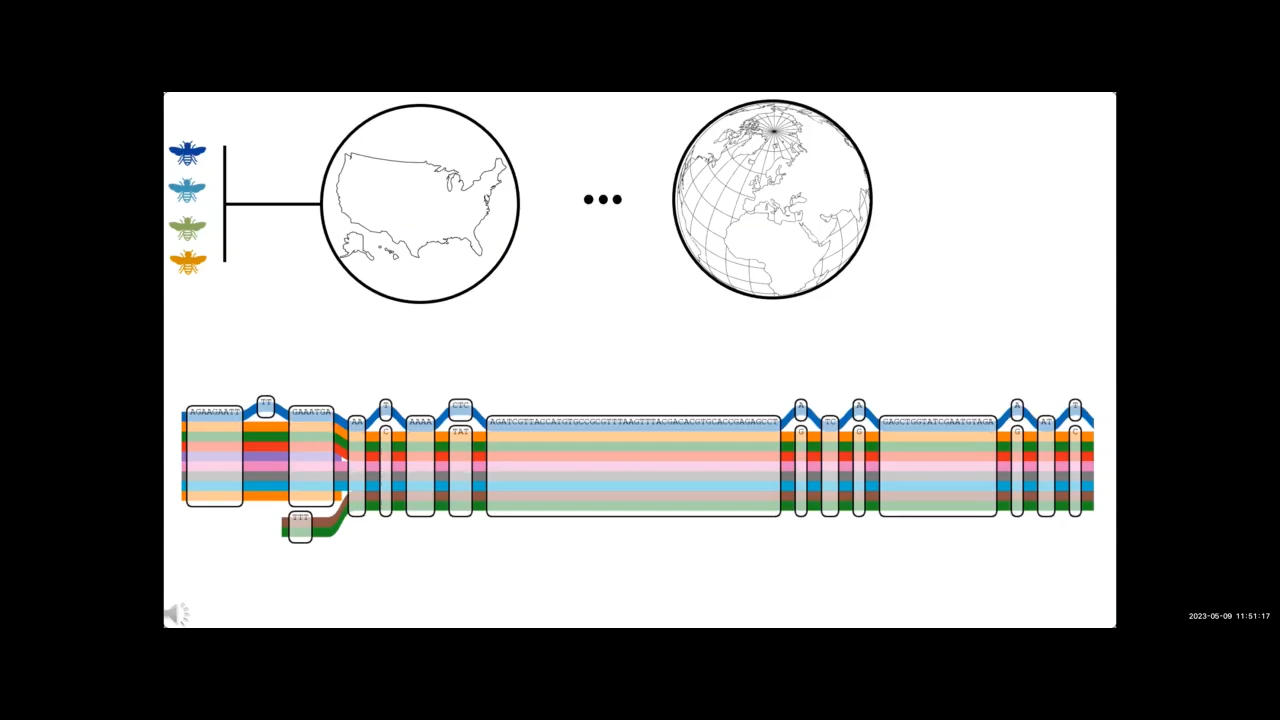 TT
CTC
T
A
A
A
T
AGAAGAATT
GAAATGA
AA
AAAA
AGATCGTTACCATGTGCCGCGTTTAAGTTTACGACACGTGCACCGAGAGCCT
TC
GAGCTGGTATCGAATGTAGA
AT
C
TAT
G
G
G
C
TTT
2023-05-09 11:51:17